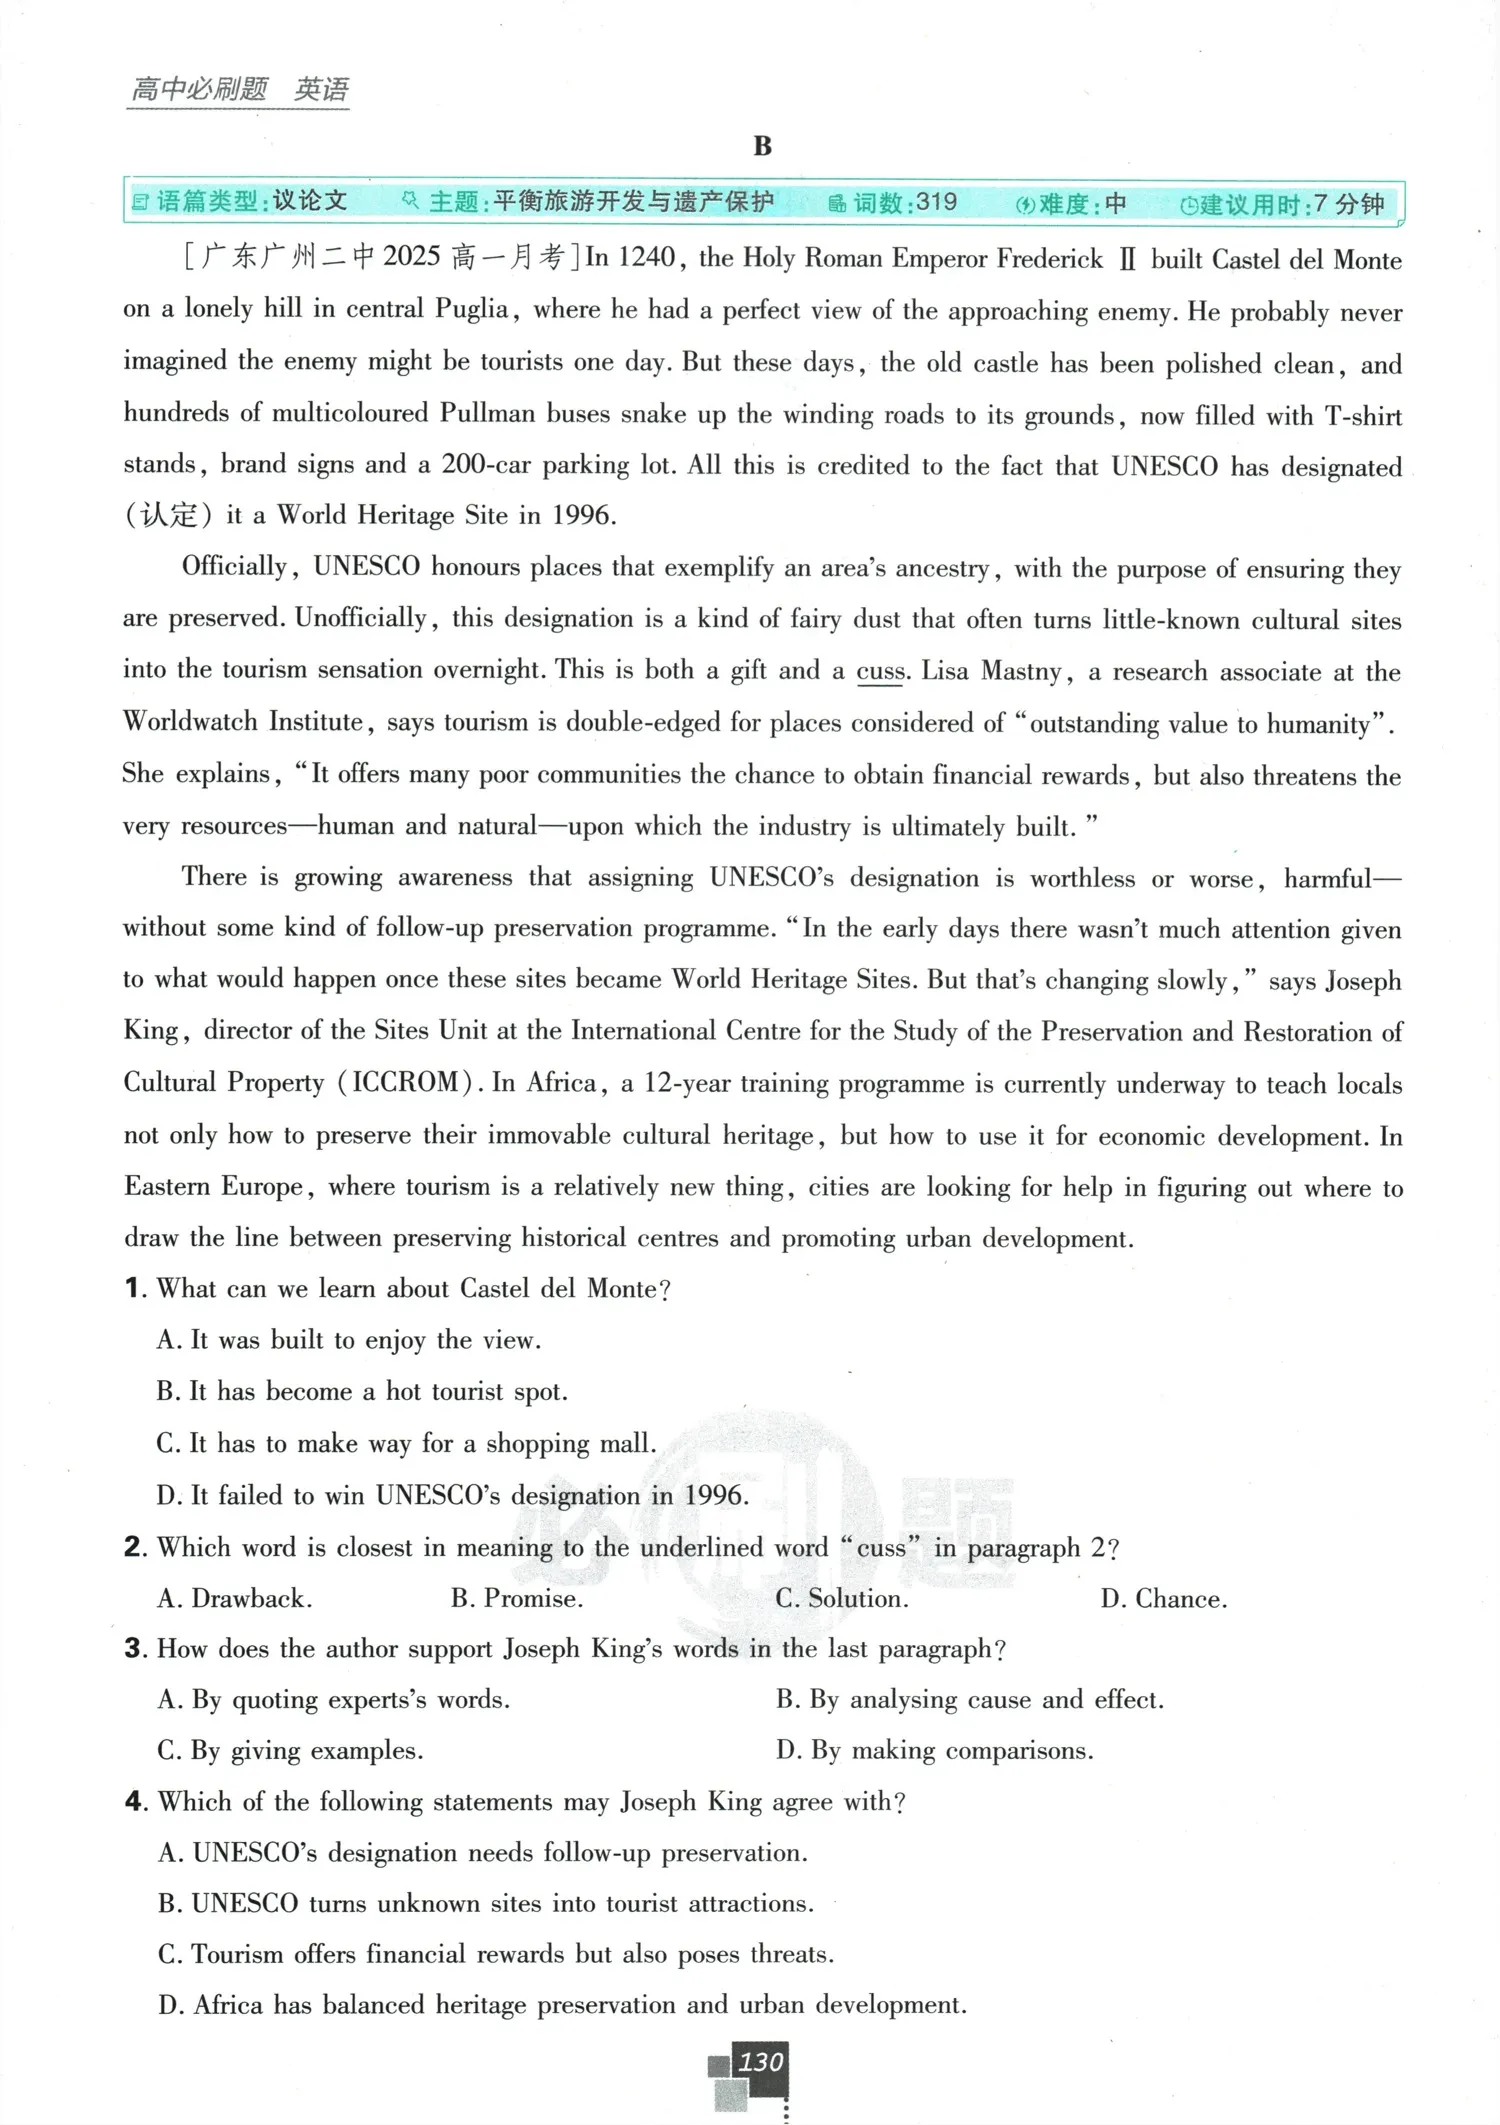 高中必刷题 英语
B
语篇类型:议论文 主题:平衡旅游开发与遗产保护 词数:319 难度:中 建议用时:7 分钟
[广东广州二中 2025 高一月考]In 1240, the Holy Roman Emperor Frederick Ⅱ built Castel del Monte
on a lonely hill in central Puglia, where he had a perfect view of the approaching enemy. He probably never
imagined the enemy might be tourists one day. But these days, the old castle has been polished clean, and
hundreds of multicoloured Pullman buses snake up the winding roads to its grounds, now filled with T-shirt
stands, brand signs and a 200-car parking lot. All this is credited to the fact that UNESCO has designated
(认定) it a World Heritage Site in 1996.
Officially, UNESCO honours places that exemplify an area's ancestry, with the purpose of ensuring they
are preserved. Unofficially, this designation is a kind of fairy dust that often turns little-known cultural sites
into the tourism sensation overnight. This is both a gift and a cuss. Lisa Mastny, a research associate at the
Worldwatch Institute, says tourism is double-edged for places considered of “outstanding value to humanity”.
She explains, “It offers many poor communities the chance to obtain financial rewards, but also threatens the
very resources—human and natural—upon which the industry is ultimately built. ”
There is growing awareness that assigning UNESCO's designation is worthless or worse, harmful—
without some kind of follow-up preservation programme. “In the early days there wasn't much attention given
to what would happen once these sites became World Heritage Sites. But that's changing slowly,” says Joseph
King, director of the Sites Unit at the International Centre for the Study of the Preservation and Restoration of
Cultural Property (ICCROM). In Africa, a 12-year training programme is currently underway to teach locals
not only how to preserve their immovable cultural heritage, but how to use it for economic development. In
Eastern Europe, where tourism is a relatively new thing, cities are looking for help in figuring out where to
draw the line between preserving historical centres and promoting urban development.
1. What can we learn about Castel del Monte?
A. It was built to enjoy the view.
B. It has become a hot tourist spot.
C. It has to make way for a shopping mall.
D. It failed to win UNESCO's designation in 1996.
2. Which word is closest in meaning to the underlined word “cuss” in paragraph 2?
A. Drawback. B. Promise. C. Solution. D. Chance.
3. How does the author support Joseph King's words in the last paragraph?
A. By quoting experts's words. B. By analysing cause and effect.
C. By giving examples. D. By making comparisons.
4. Which of the following statements may Joseph King agree with?
A. UNESCO's designation needs follow-up preservation.
B. UNESCO turns unknown sites into tourist attractions.
C. Tourism offers financial rewards but also poses threats.
D. Africa has balanced heritage preservation and urban development.
必刷题
130